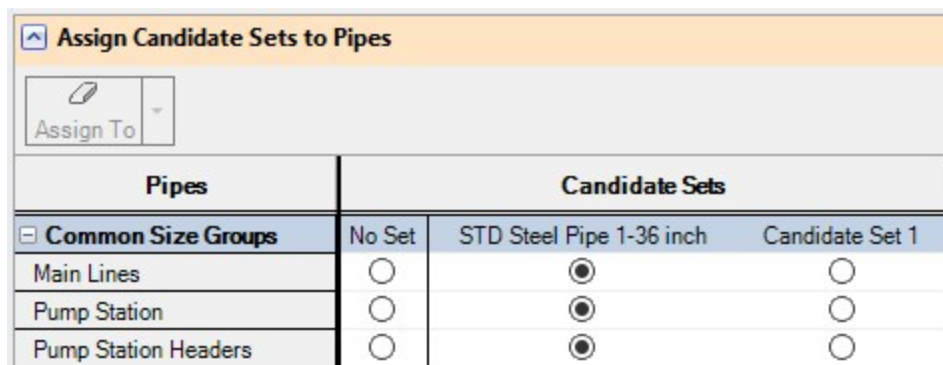 Assign Candidate Sets to Pipes
Assign To
Pipes Candidate Sets
Common Size Groups No Set STD Steel Pipe 1-36 inch Candidate Set 1
Main Lines
Pump Station
Pump Station Headers